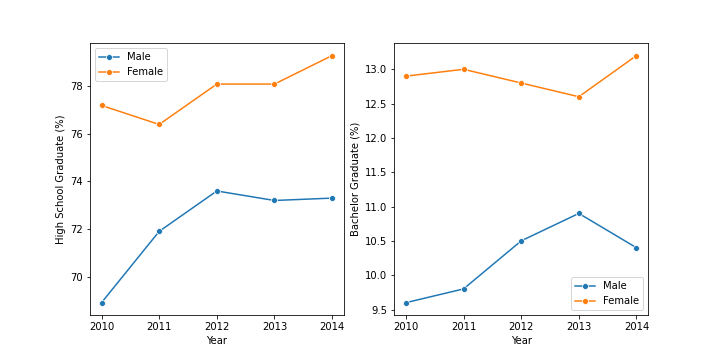 High School Graduate (%)
78
76
74
72
70
2010 2011 2012 2013 2014
Year
Male
Female
Bachelor Graduate (%)
13.0
12.5
12.0
11.5
11.0
10.5
10.0
9.5
2010 2011 2012 2013 2014
Year
Male
Female